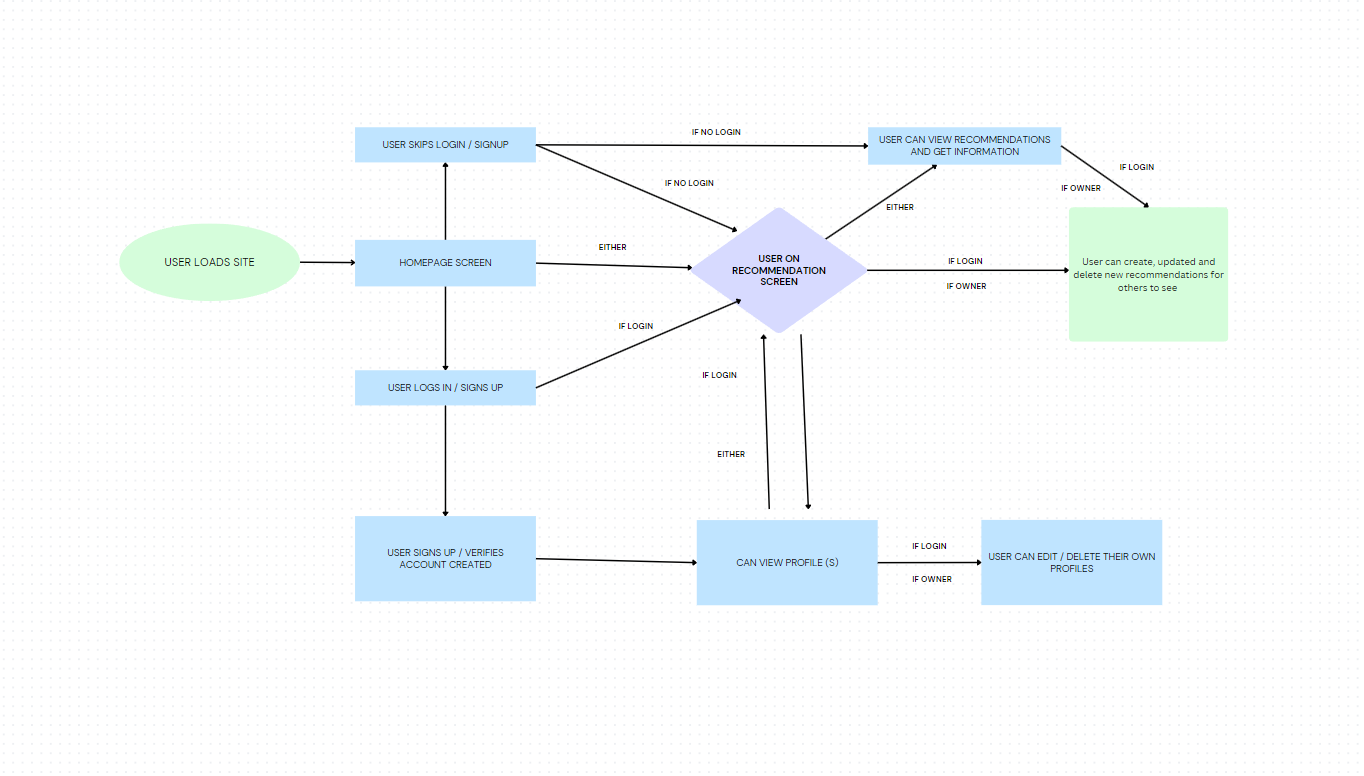 IF NO LOGIN
USER SKIPS LOGIN / SIGNUP
USER CAN VIEW RECOMMENDATIONS
AND GET INFORMATION
IF LOGIN
IF NO LOGIN
IF OWNER
EITHER
EITHER
USER LOADS SITE
HOMEPAGE SCREEN
USER ON
RECOMMENDATION
SCREEN
IF LOGIN
IF OWNER
User can create, updated and
delete new recommendations for
others to see
IF LOGIN
IF LOGIN
USER LOGS IN / SIGNS UP
EITHER
USER SIGNS UP / VERIFIES
ACCOUNT CREATED
CAN VIEW PROFILE (S)
IF LOGIN
IF OWNER
USER CAN EDIT / DELETE THEIR OWN
PROFILES